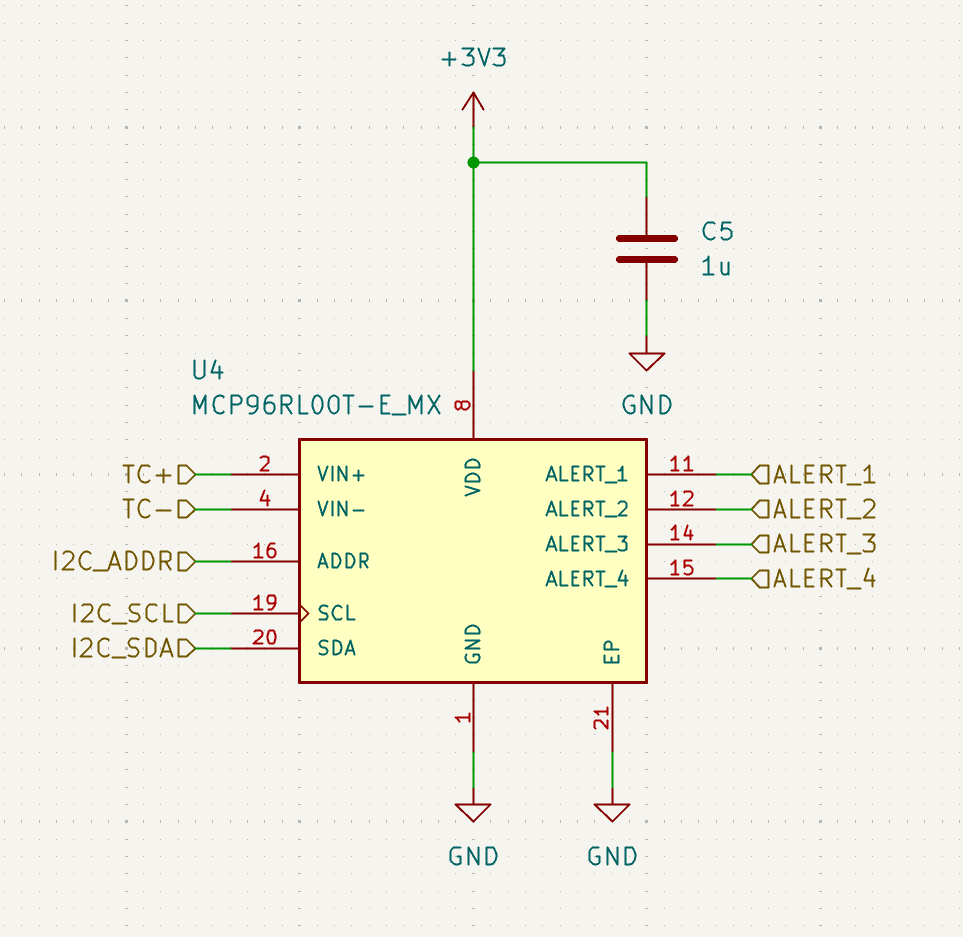 +3V3
C5
1u
GND
U4
MCP96RL00T-E_MX
8
TC+ 2 VIN+ VDD ALERT_1 11 ALERT_1
TC- 4 VIN- ALERT_2 12 ALERT_2
ALERT_3 14 ALERT_3
I2C_ADDR 16 ADDR
ALERT_4 15 ALERT_4
I2C_SCL 19 SCL
I2C_SDA 20 SDA GND EP
1 21
GND GND